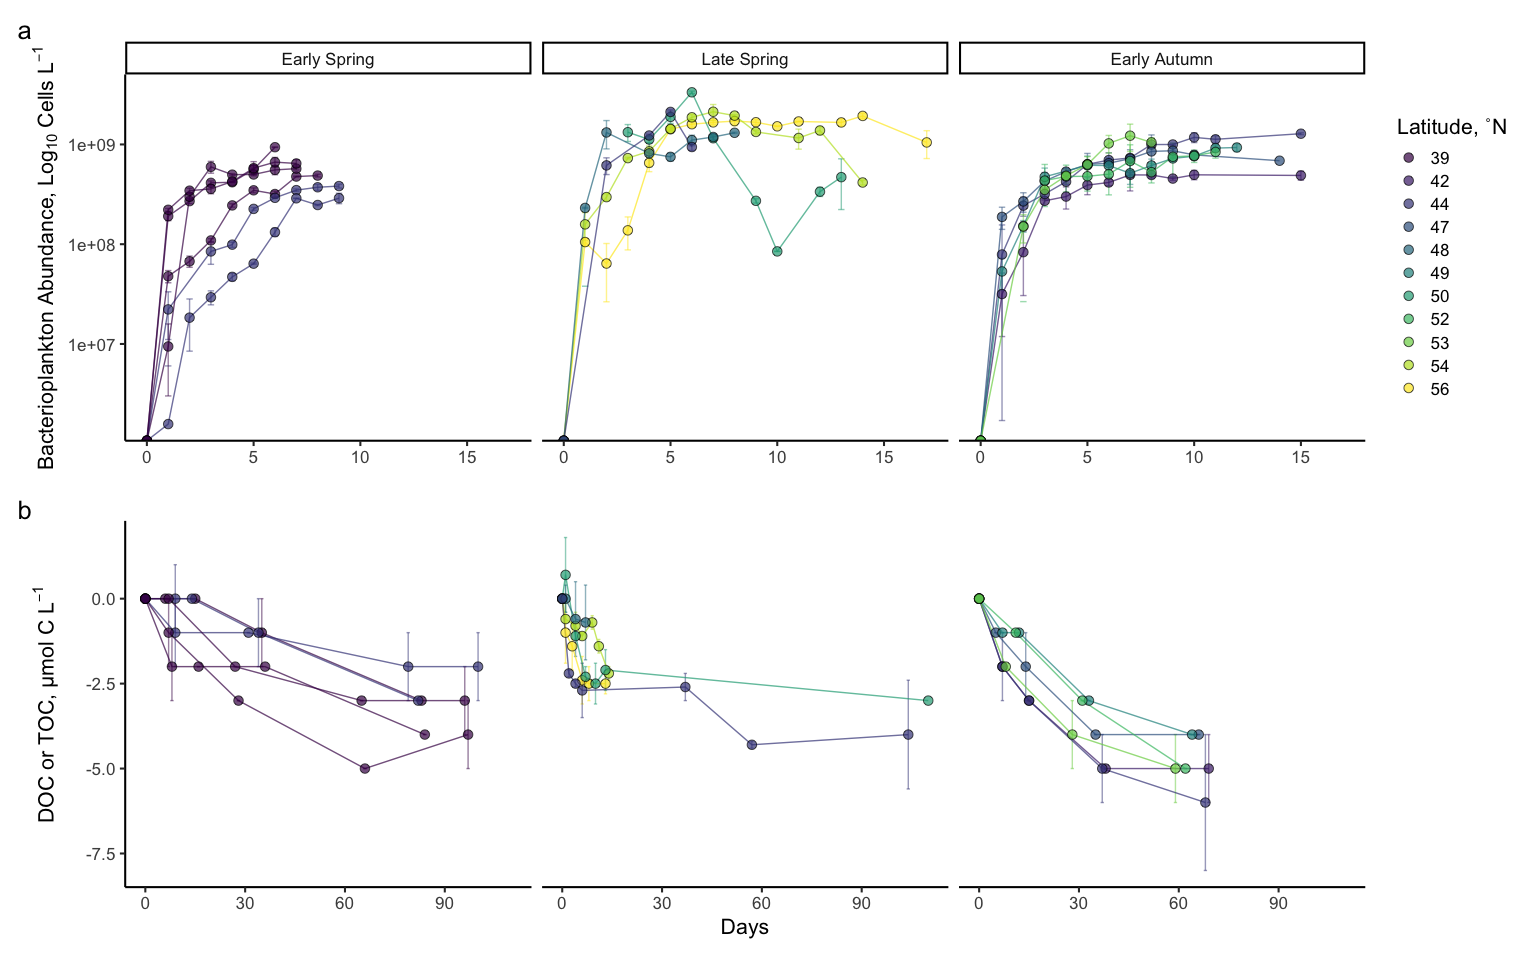 a
Early Spring
Late Spring
Early Autumn
Bacterioplankton Abundance, Log₁₀ Cells L⁻¹
1e+09
1e+08
1e+07
0 5 10 15
0 5 10 15
0 5 10 15
Latitude, ˚N
39
42
44
47
48
49
50
52
53
54
56
b
DOC or TOC, µmol C L⁻¹
0.0
-2.5
-5.0
-7.5
0 30 60 90
0 30 60 90
0 30 60 90
Days